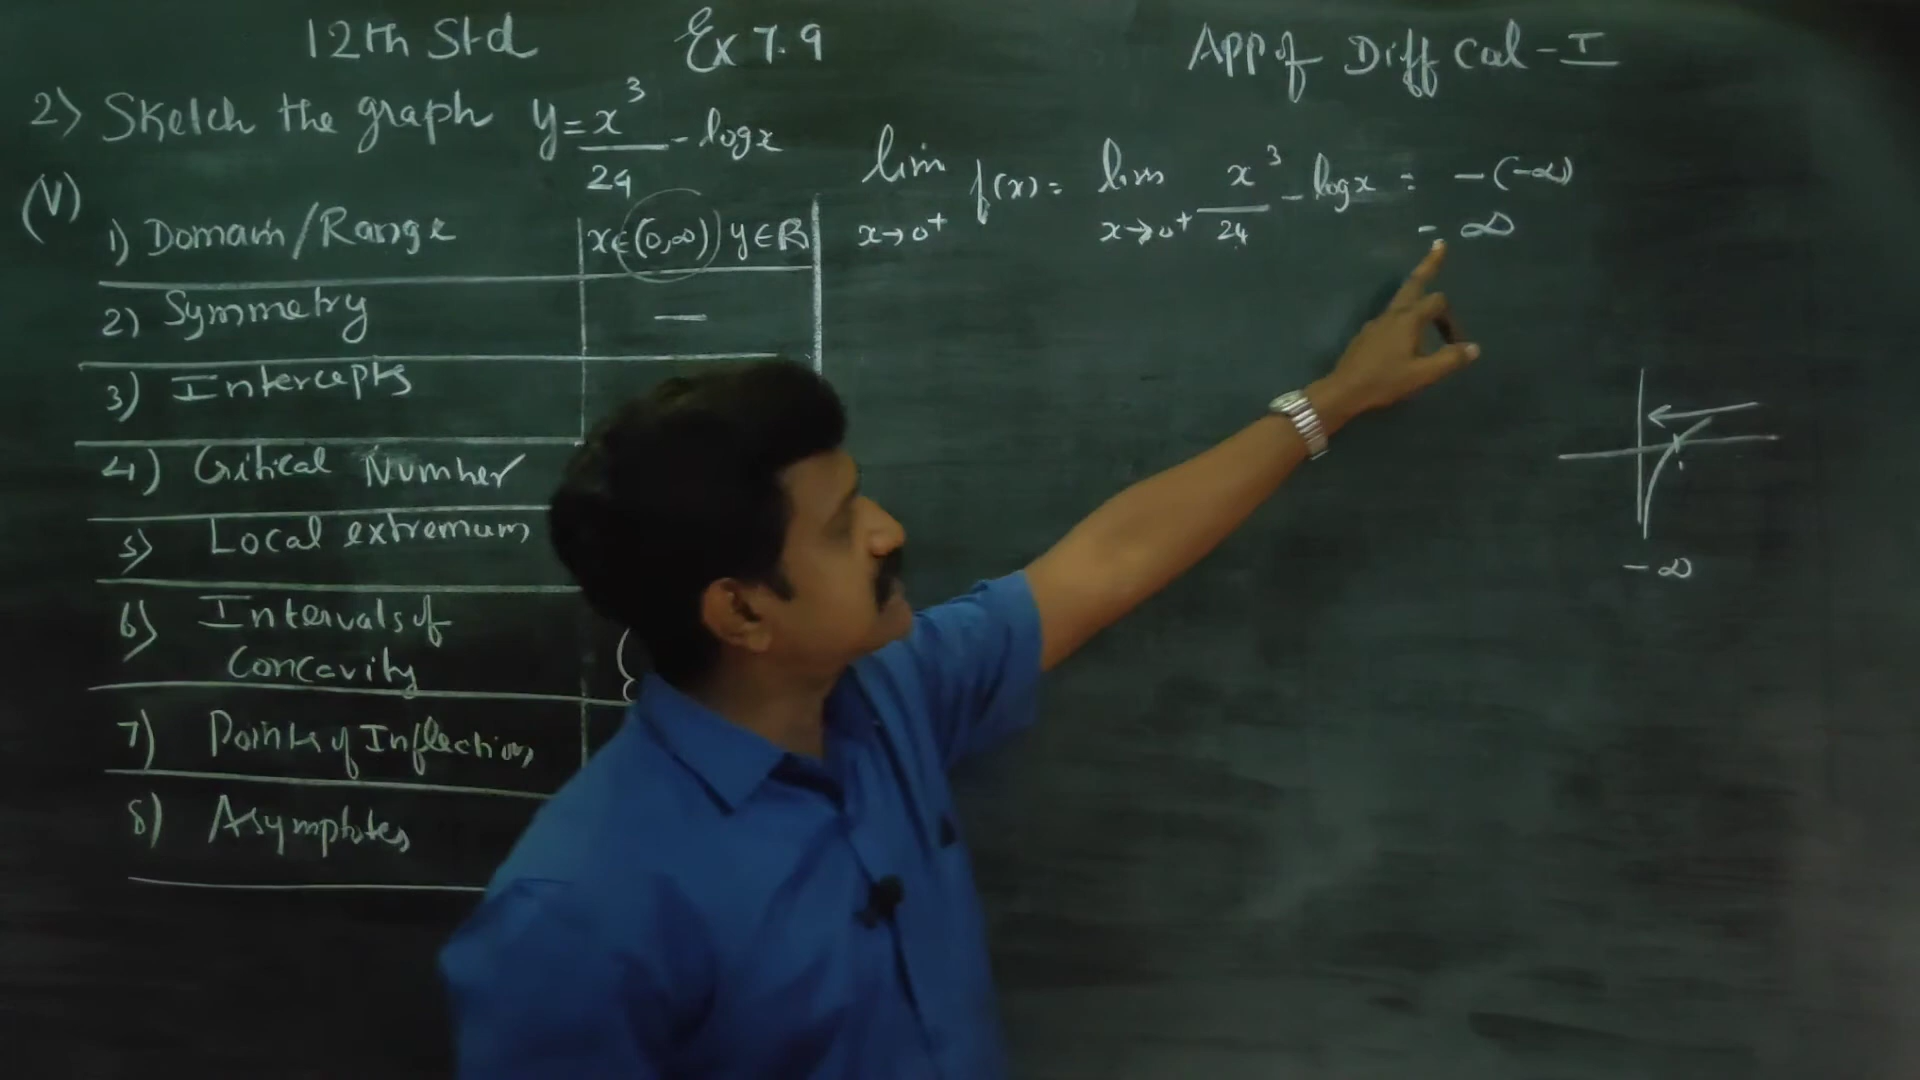 12th Std Ex 7.9 App of Diff Cal - I
2) Sketch the graph y = x³/24 - log x
(V)
1) Domain/Range x ∈ (0,∞) y ∈ R
2) Symmetry —
3) Intercepts
4) Critical Number
5) Local extremum
6) Intervals of
Concavity
7) Points of Inflection
8) Asymptotes
lim x→0⁺ f(x) = lim x→0⁺ x³/24 - log x = -(-∞)
= ∞
-∞